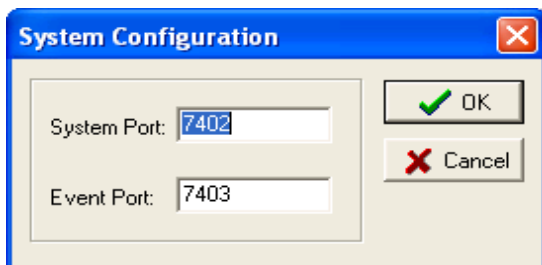 System Configuration
System Port: 7402
OK
Cancel
Event Port: 7403